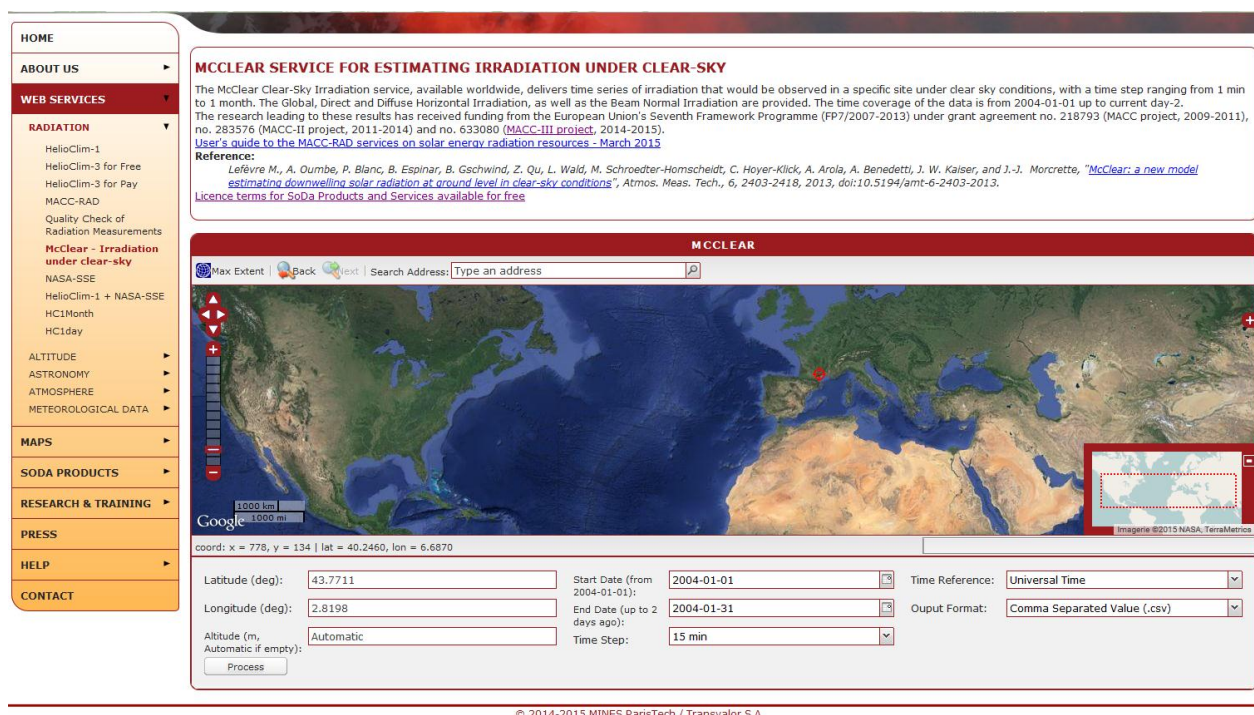 HOME
ABOUT US
WEB SERVICES
RADIATION
HelioClim-1
HelioClim-3 for Free
HelioClim-3 for Pay
MACC-RAD
Quality Check of
Radiation Measurements
McClear - Irradiation
under clear-sky
NASA-SSE
HelioClim-1 + NASA-SSE
HC1Month
HC1day
ALTITUDE
ASTRONOMY
ATMOSPHERE
METEOROLOGICAL DATA
MAPS
SODA PRODUCTS
RESEARCH & TRAINING
PRESS
HELP
CONTACT
MCCLEAR SERVICE FOR ESTIMATING IRRADIATION UNDER CLEAR-SKY
The McClear Clear-Sky Irradiation service, available worldwide, delivers time series of irradiation that would be observed in a specific site under clear sky conditions, with a time step ranging from 1 min
to 1 month. The Global, Direct and Diffuse Horizontal Irradiation, as well as the Beam Normal Irradiation are provided. The time coverage of the data is from 2004-01-01 up to current day-2.
The research leading to these results has received funding from the European Union's Seventh Framework Programme (FP7/2007-2013) under grant agreement no. 218793 (MACC project, 2009-2011),
no. 283576 (MACC-II project, 2011-2014) and no. 633080 (MACC-III project, 2014-2015).
User's guide to the MACC-RAD services on solar energy radiation resources - March 2015
Reference:
Lefèvre M., A. Oumbe, P. Blanc, B. Espinar, B. Gschwind, Z. Qu, L. Wald, M. Schroedter-Homscheidt, C. Hoyer-Klick, A. Arola, A. Benedetti, J. W. Kaiser, and J.-J. Morcrette, "McClear: a new model
estimating downwelling solar radiation at ground level in clear-sky conditions", Atmos. Meas. Tech., 6, 2403-2418, 2013, doi:10.5194/amt-6-2403-2013.
Licence terms for SoDa Products and Services available for free
MCCLEAR
Max Extent | Back Next | Search Address: Type an address
1000 km
1000 mi
Google
Imagerie ©2015 NASA, TerraMetrics
coord: x = 778, y = 134 | lat = 40.2460, lon = 6.6870
Latitude (deg): 43.7711
Longitude (deg): 2.8198
Altitude (m,
Automatic if empty): Automatic
Process
Start Date (from
2004-01-01): 2004-01-01
End Date (up to 2
days ago): 2004-01-31
Time Step: 15 min
Time Reference: Universal Time
Ouput Format: Comma Separated Value (.csv)
© 2014-2015 MINES ParisTech / Transvalor S.A.